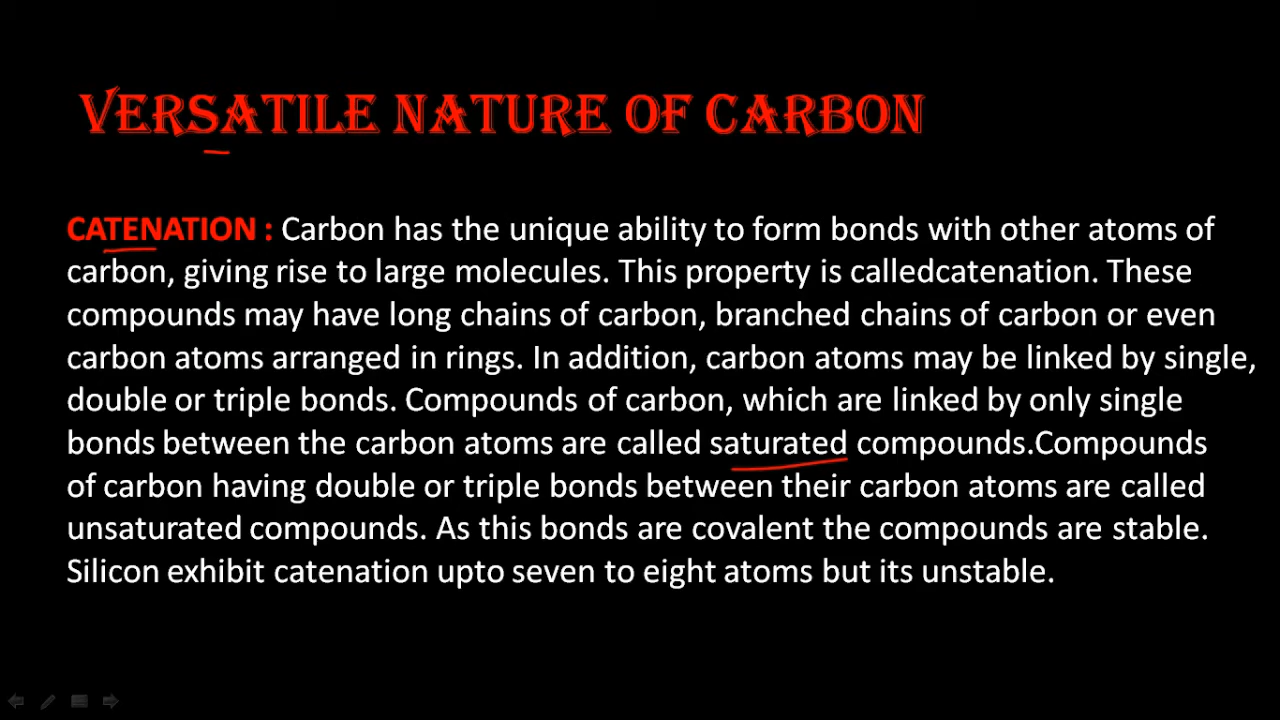 VERSATILE NATURE OF CARBON
CATENATION : Carbon has the unique ability to form bonds with other atoms of
carbon, giving rise to large molecules. This property is calledcatenation. These
compounds may have long chains of carbon, branched chains of carbon or even
carbon atoms arranged in rings. In addition, carbon atoms may be linked by single,
double or triple bonds. Compounds of carbon, which are linked by only single
bonds between the carbon atoms are called saturated compounds.Compounds
of carbon having double or triple bonds between their carbon atoms are called
unsaturated compounds. As this bonds are covalent the compounds are stable.
Silicon exhibit catenation upto seven to eight atoms but its unstable.